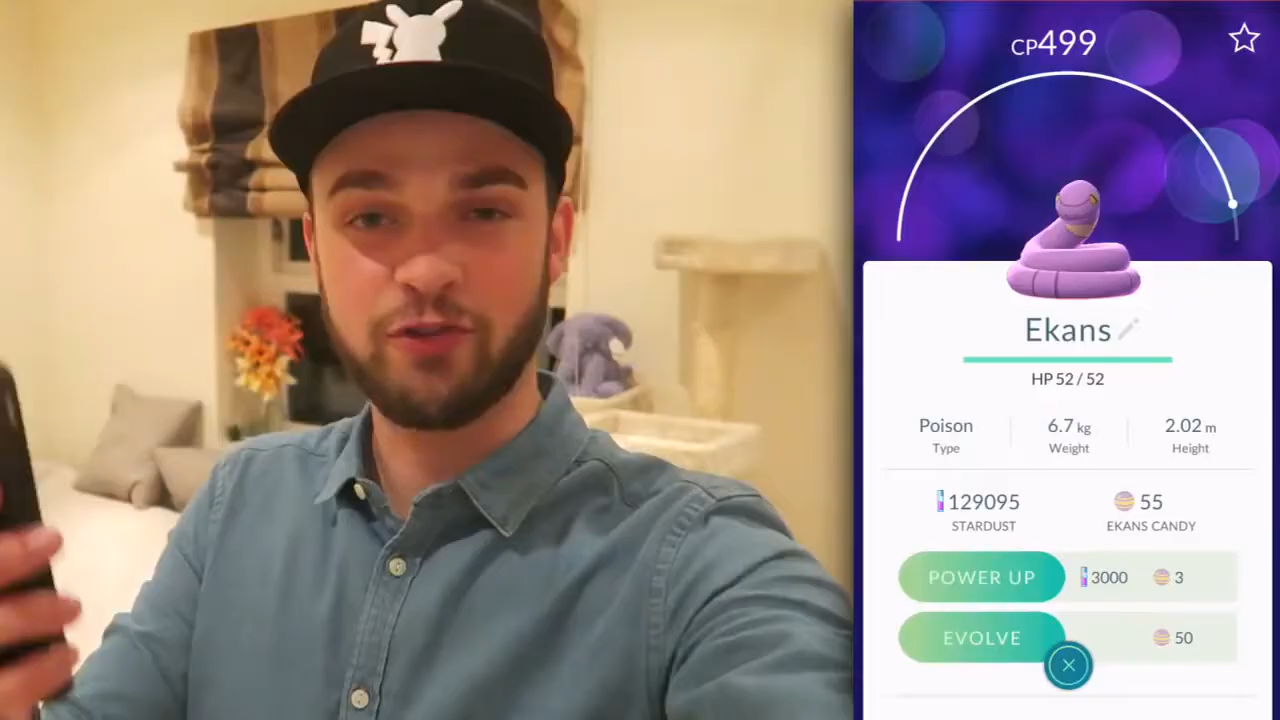 CP499
Ekans
HP 52 / 52
Poison 6.7 kg 2.02 m
Type Weight Height
129095 55
STARDUST EKANS CANDY
POWER UP 3000 3
EVOLVE 50